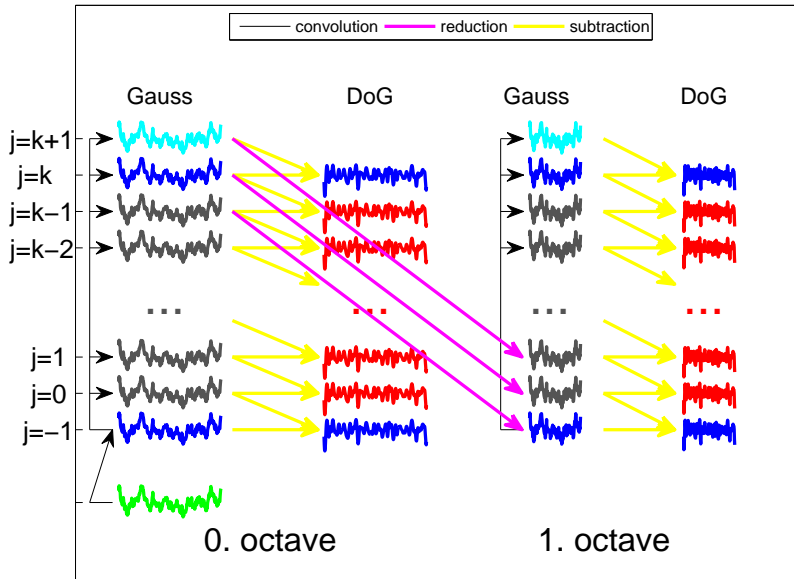 convolution reduction subtraction
Gauss DoG Gauss DoG
j=k+1
j=k
j=k−1
j=k−2
... ... ... ...
j=1
j=0
j=−1
0. octave 1. octave